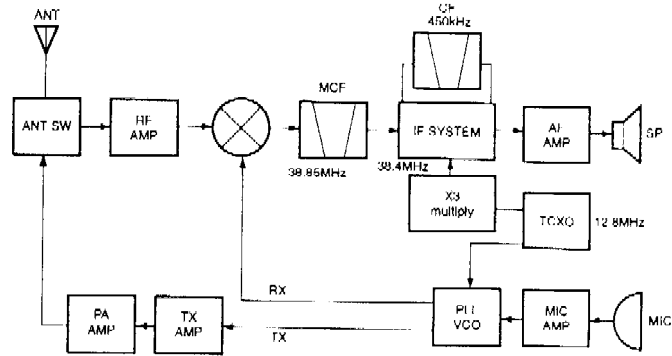 ANT
CF
450kHz
MCF
ANT SW
RF
AMP
IF SYSTEM
AF
AMP
SP
38.85MHz
38.4MHz
X3
multiply
TCXO
12.8MHz
RX
PA
AMP
TX
AMP
TX
PLL
VCO
MIC
AMP
MIC